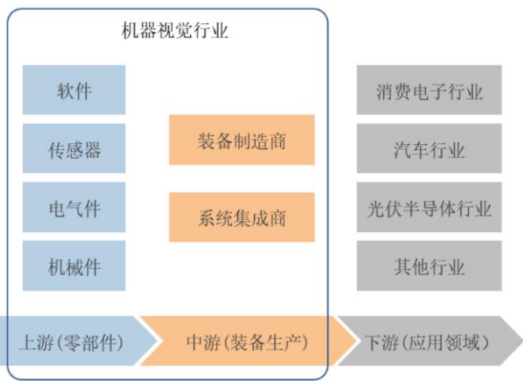 机器视觉行业
软件
传感器
电气件
机械件
装备制造商
系统集成商
消费电子行业
汽车行业
光伏半导体行业
其他行业
上游(零部件)
中游(装备生产)
下游(应用领域)